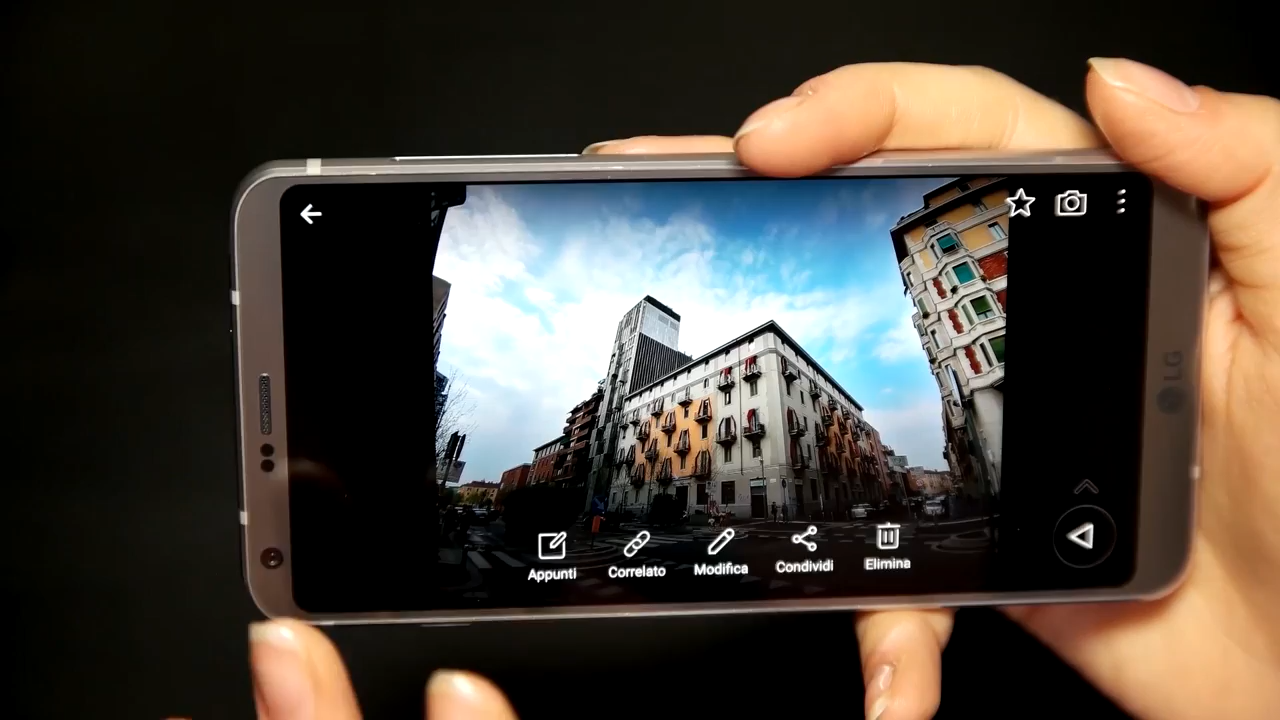 Appunti
Correlato
Modifica
Condividi
Elimina
LG